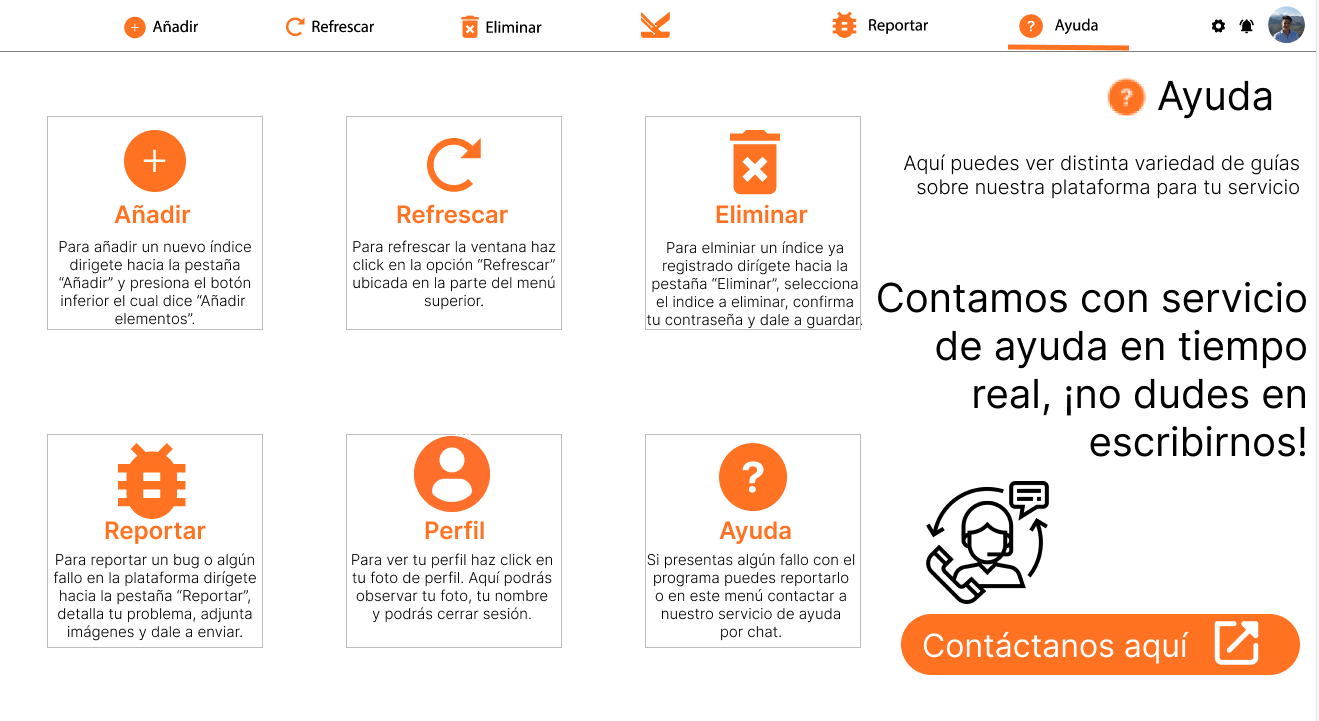 Añadir
Refrescar
Eliminar
Reportar
? Ayuda
? Ayuda
Aquí puedes ver distinta variedad de guías
sobre nuestra plataforma para tu servicio
Añadir
Para añadir un nuevo índice
dirigete hacia la pestaña
“Añadir” y presiona el botón
inferior el cual dice “Añadir
elementos”.
Refrescar
Para refrescar la ventana haz
click en la opción “Refrescar”
ubicada en la parte del menú
superior.
Eliminar
Para elminiar un índice ya
registrado dirígete hacia la
pestaña “Eliminar”, selecciona
el indice a eliminar, confirma
tu contraseña y dale a guardar.
Contamos con servicio
de ayuda en tiempo
real, ¡no dudes en
escribirnos!
Reportar
Para reportar un bug o algún
fallo en la plataforma dirígete
hacia la pestaña “Reportar”,
detalla tu problema, adjunta
imágenes y dale a enviar.
Perfil
Para ver tu perfil haz click en
tu foto de perfil. Aquí podrás
observar tu foto, tu nombre
y podrás cerrar sesión.
?
Ayuda
Si presentas algún fallo con el
programa puedes reportarlo
o en este menú contactar a
nuestro servicio de ayuda
por chat.
Contáctanos aquí